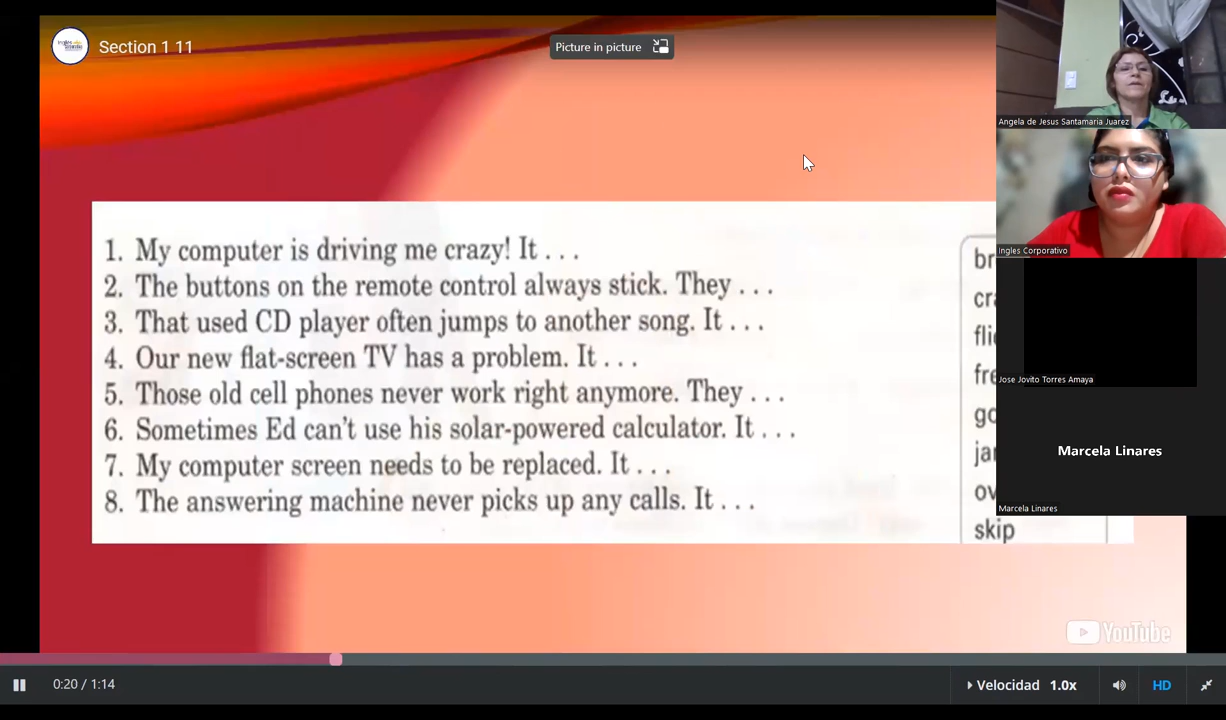 Section 1 11
Picture in picture
1. My computer is driving me crazy! It . . .
2. The buttons on the remote control always stick. They . . .
3. That used CD player often jumps to another song. It . . .
4. Our new flat-screen TV has a problem. It . . .
5. Those old cell phones never work right anymore. They . . .
6. Sometimes Ed can't use his solar-powered calculator. It . . .
7. My computer screen needs to be replaced. It . . .
8. The answering machine never picks up any calls. It . . .
skip
Angela de Jesus Santamaria Juarez
Ingles Corporativo
Jose Jovito Torres Amaya
Marcela Linares
Marcela Linares
YouTube
0:20 / 1:14
Velocidad 1.0x
HD